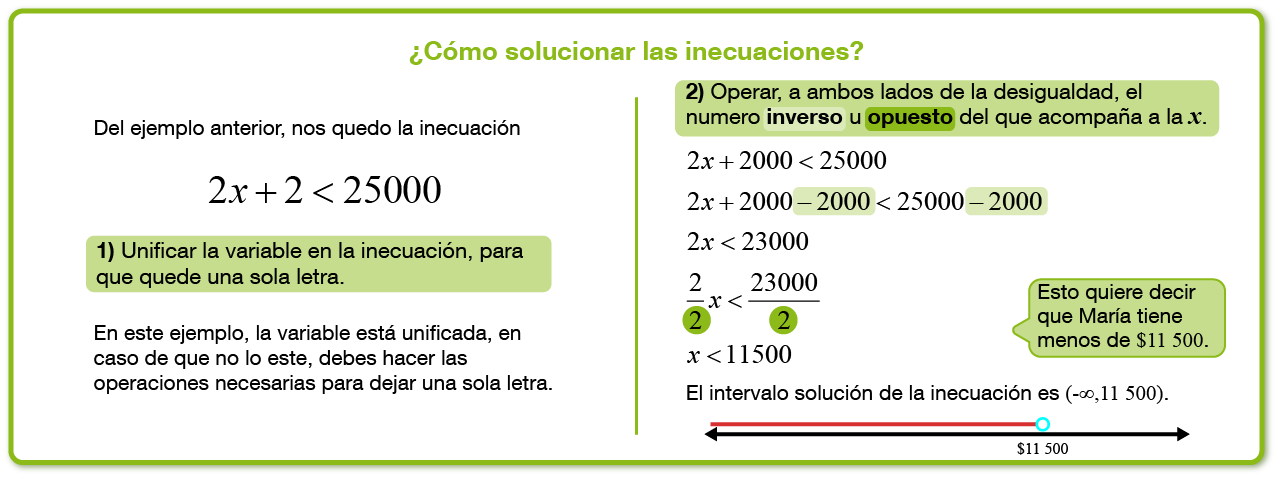 ¿Cómo solucionar las inecuaciones?
Del ejemplo anterior, nos quedo la inecuación
2x + 2 < 25000
1) Unificar la variable en la inecuación, para
que quede una sola letra.
En este ejemplo, la variable está unificada, en
caso de que no lo este, debes hacer las
operaciones necesarias para dejar una sola letra.
2) Operar, a ambos lados de la desigualdad, el
numero inverso u opuesto del que acompaña a la x.
2x + 2000 < 25000
2x + 2000 – 2000 < 25000 – 2000
2x < 23000
2/2 x < 23000/2
x < 11500
Esto quiere decir
que María tiene
menos de $11 500.
El intervalo solución de la inecuación es (-∞,11 500).
$11 500